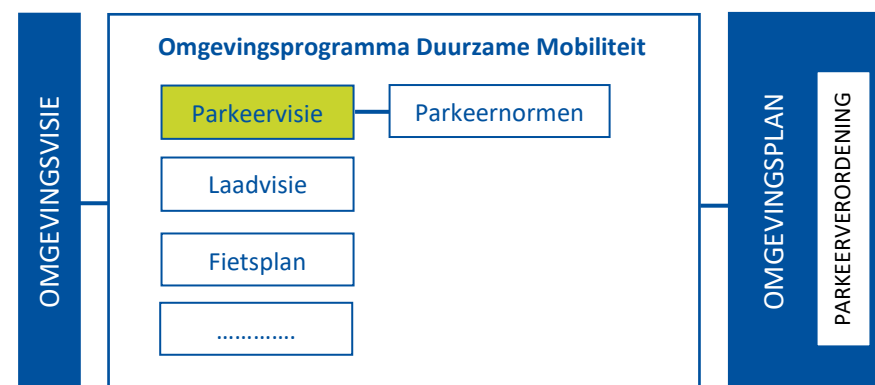 OMGEVINGSVISIE
Omgevingsprogramma Duurzame Mobiliteit
Parkeervisie
Parkeernormen
Laadvisie
Fietsplan
………….
OMGEVINGSPLAN
PARKEERVERORDENING